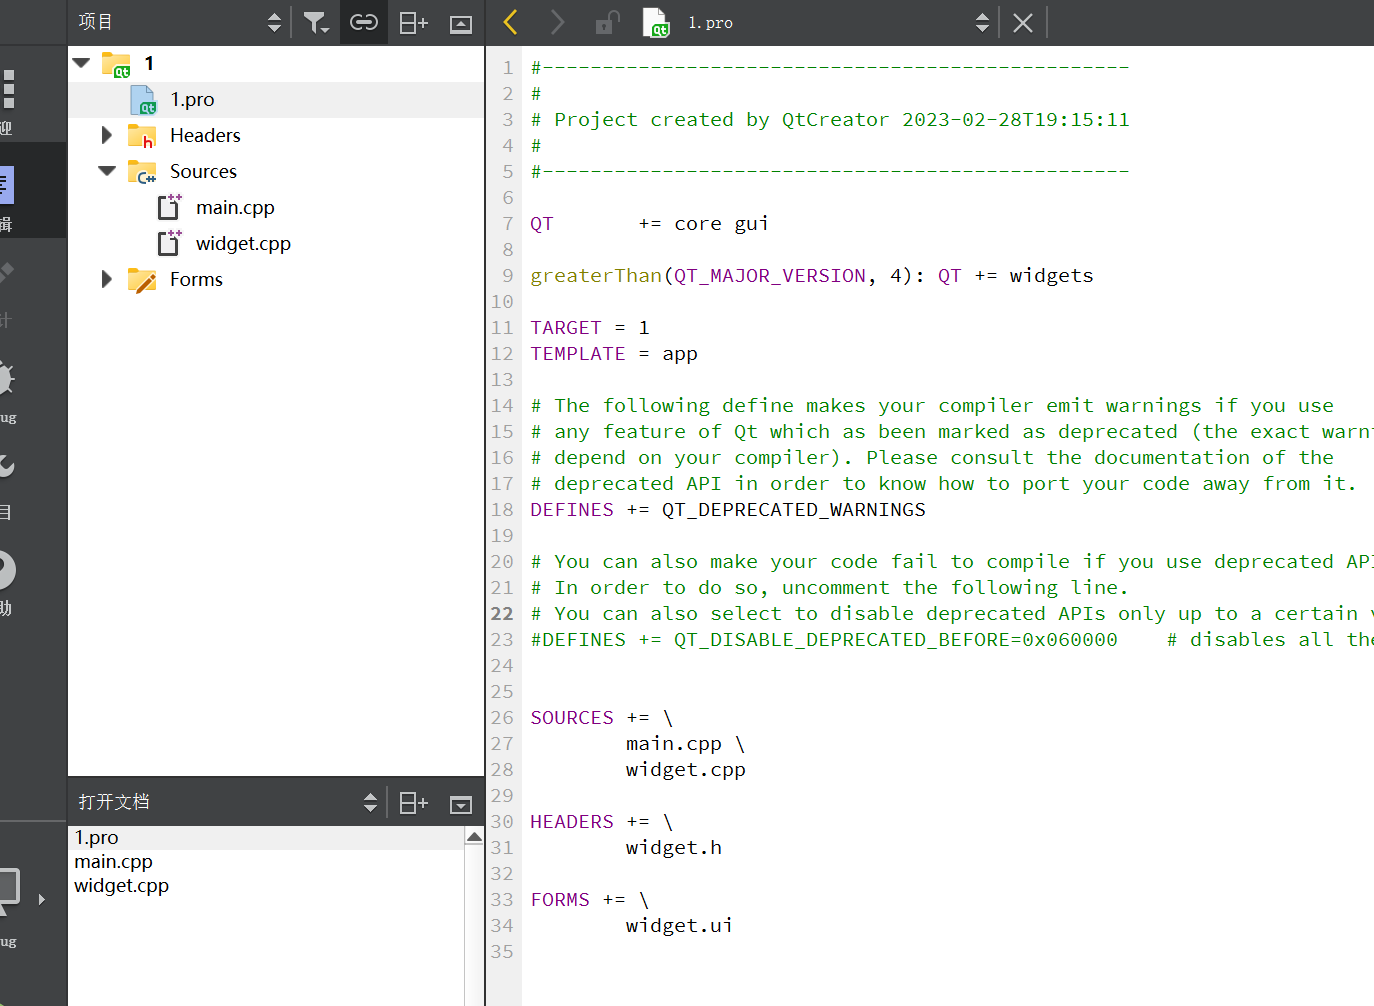 项目
1.pro
1
1.pro
Headers
Sources
main.cpp
widget.cpp
Forms
迎
辑
计
ug
目
助
ug
打开文档
1.pro
main.cpp
widget.cpp
1 #-------------------------------------------------
2 #
3 # Project created by QtCreator 2023-02-28T19:15:11
4 #
5 #-------------------------------------------------
6
7 QT       += core gui
8
9 greaterThan(QT_MAJOR_VERSION, 4): QT += widgets
10
11 TARGET = 1
12 TEMPLATE = app
13
14 # The following define makes your compiler emit warnings if you use
15 # any feature of Qt which as been marked as deprecated (the exact warn
16 # depend on your compiler). Please consult the documentation of the
17 # deprecated API in order to know how to port your code away from it.
18 DEFINES += QT_DEPRECATED_WARNINGS
19
20 # You can also make your code fail to compile if you use deprecated API
21 # In order to do so, uncomment the following line.
22 # You can also select to disable deprecated APIs only up to a certain
23 #DEFINES += QT_DISABLE_DEPRECATED_BEFORE=0x060000    # disables all the
24
25
26 SOURCES += \
27         main.cpp \
28         widget.cpp
29
30 HEADERS += \
31         widget.h
32
33 FORMS += \
34         widget.ui
35